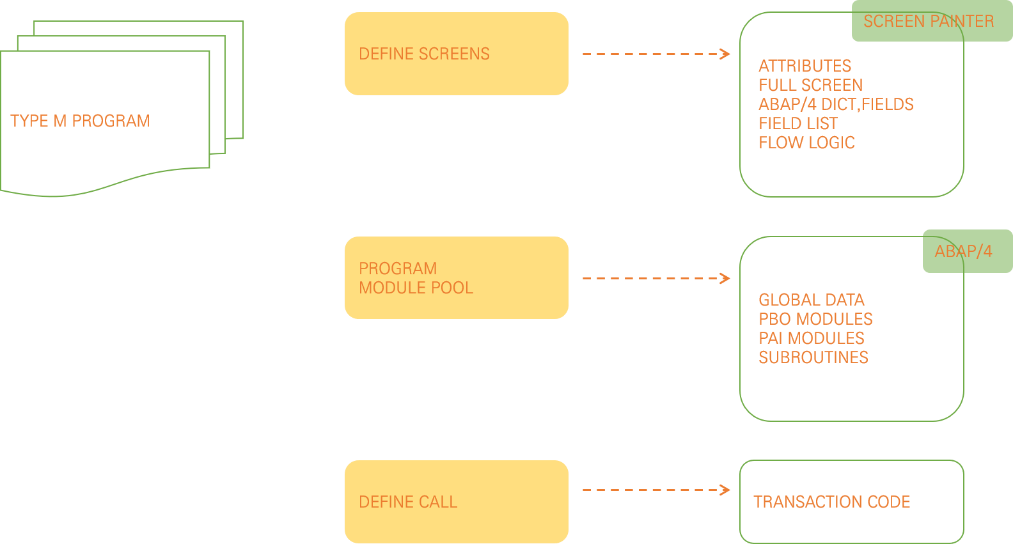 TYPE M PROGRAM
DEFINE SCREENS
SCREEN PAINTER
ATTRIBUTES
FULL SCREEN
ABAP/4 DICT,FIELDS
FIELD LIST
FLOW LOGIC
PROGRAM
MODULE POOL
ABAP/4
GLOBAL DATA
PBO MODULES
PAI MODULES
SUBROUTINES
DEFINE CALL
TRANSACTION CODE